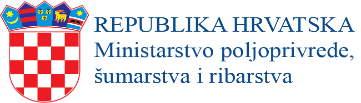 REPUBLIKA HRVATSKA
Ministarstvo poljoprivrede,
šumarstva i ribarstva